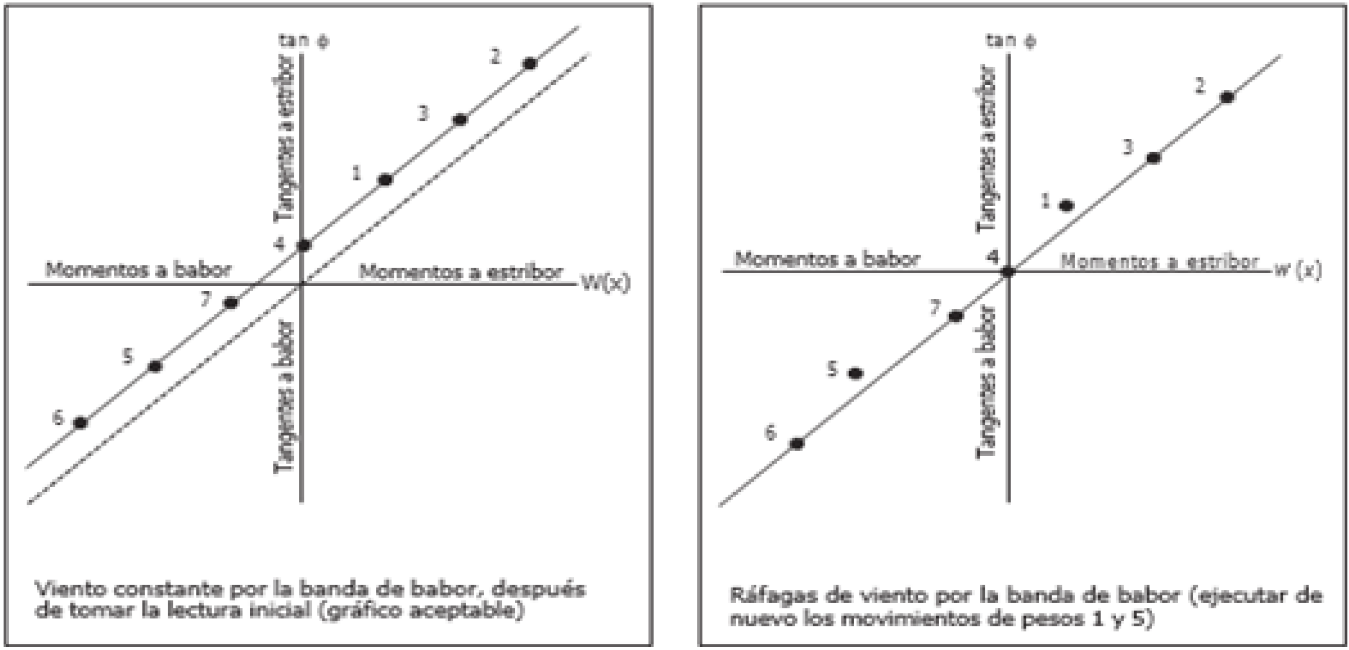 tan ϕ
Tangentes a estribor
2
3
1
4
Momentos a babor
Momentos a estribor
W(x)
7
5
6
Tangentes a babor
Viento constante por la banda de babor, después
de tomar la lectura inicial (gráfico aceptable)
tan ϕ
Tangentes a estribor
2
3
1
4
Momentos a babor
Momentos a estribor
w (x)
7
5
6
Tangentes a babor
Ráfagas de viento por la banda de babor (ejecutar de
nuevo los movimientos de pesos 1 y 5)